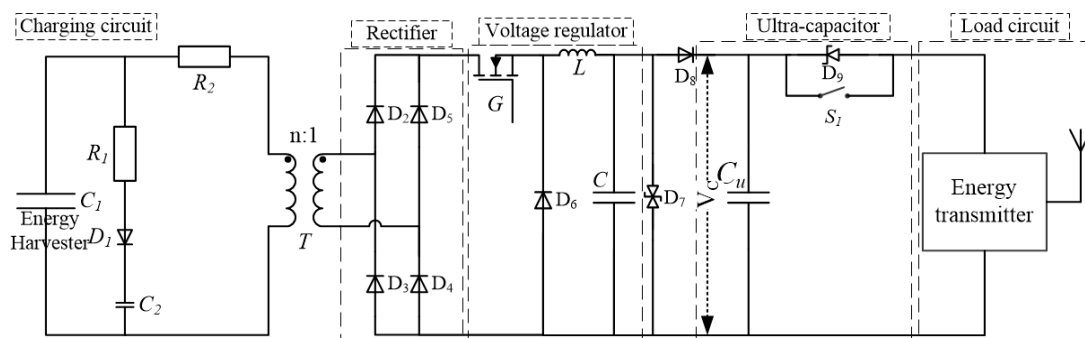 Charging circuit
Rectifier
Voltage regulator
Ultra-capacitor
Load circuit
R2
L
D8
D9
S1
G
n:1
D2
D5
R1
C1
Energy
Harvester
D1
T
D6
C
D7
VC
Cu
Energy
transmitter
D3
D4
C2